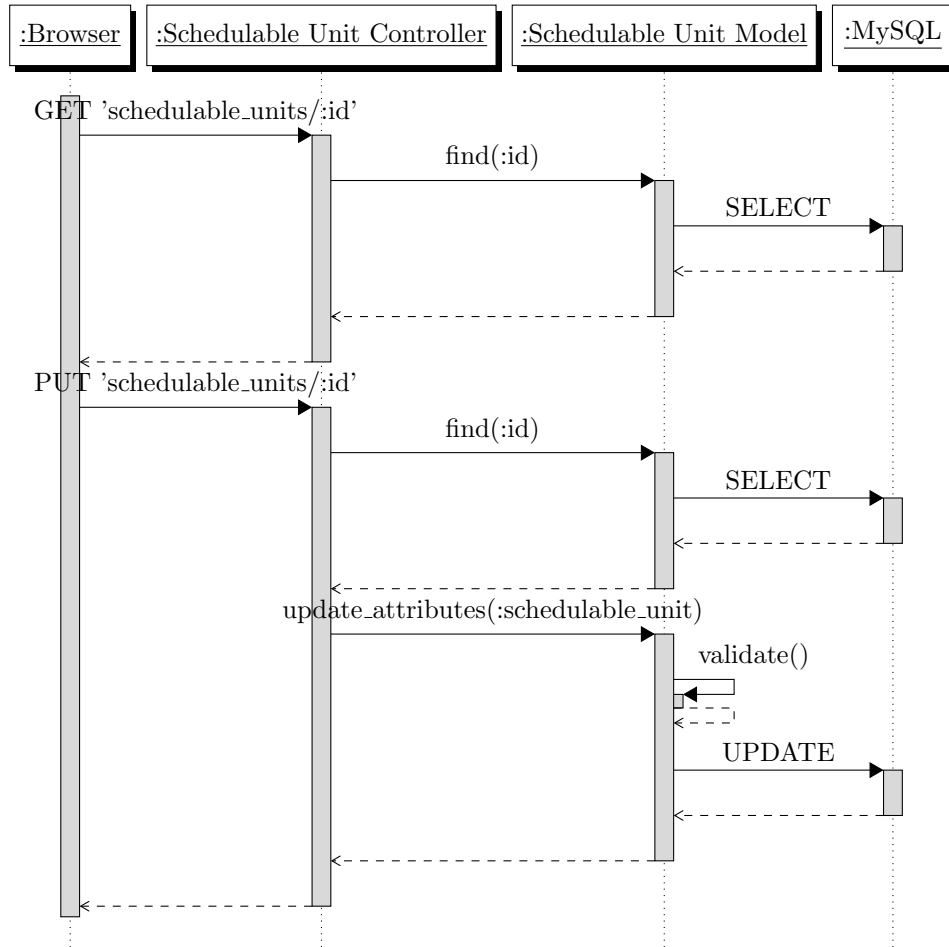 :Browser
:Schedulable Unit Controller
:Schedulable Unit Model
:MySQL
GET 'schedulable_units/:id'
find(:id)
SELECT
PUT 'schedulable_units/:id'
find(:id)
SELECT
update_attributes(:schedulable_unit)
validate()
UPDATE